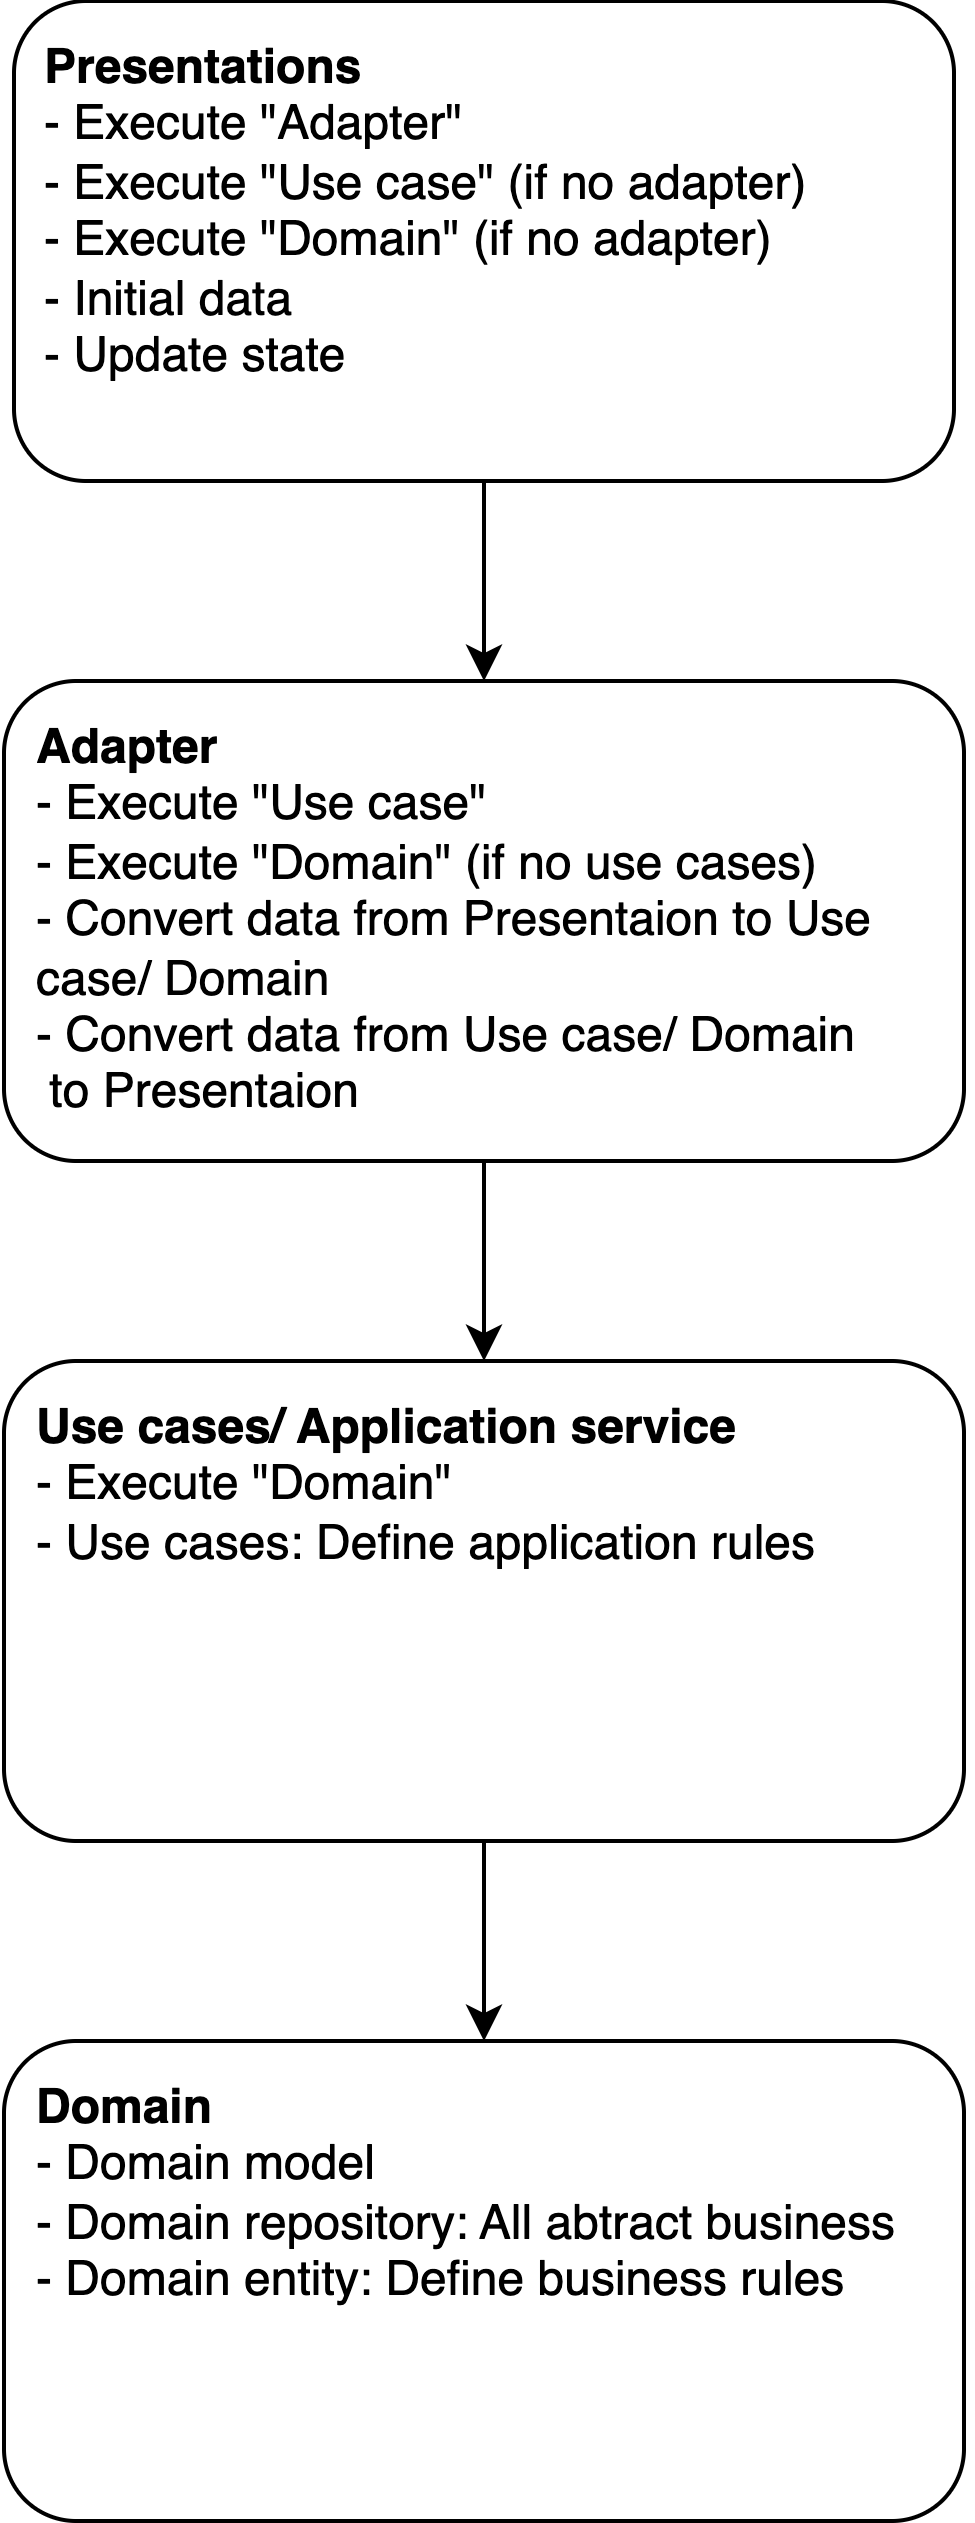 Presentations
- Execute "Adapter"
- Execute "Use case" (if no adapter)
- Execute "Domain" (if no adapter)
- Initial data
- Update state
Adapter
- Execute "Use case"
- Execute "Domain" (if no use cases)
- Convert data from Presentaion to Use
case/ Domain
- Convert data from Use case/ Domain
to Presentaion
Use cases/ Application service
- Execute "Domain"
- Use cases: Define application rules
Domain
- Domain model
- Domain repository: All abtract business
- Domain entity: Define business rules